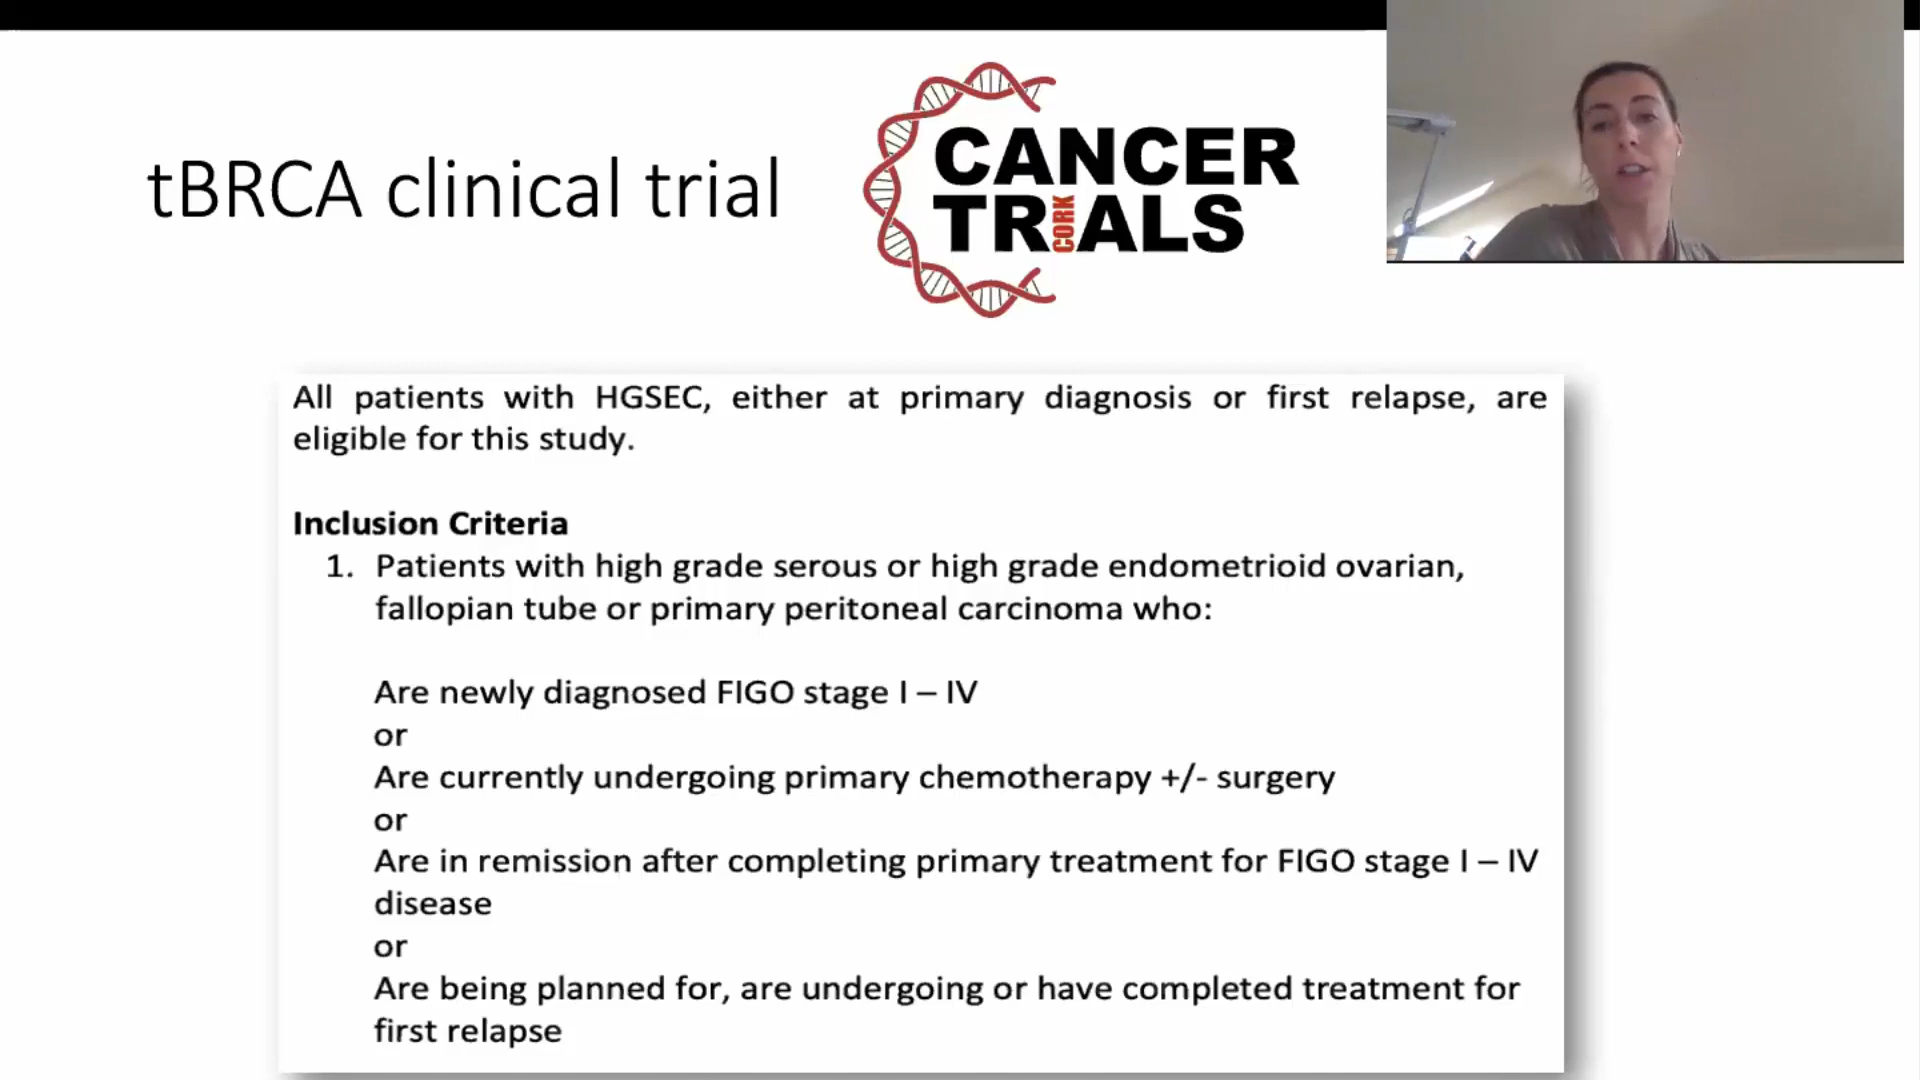 tBRCA clinical trial
CANCER
TRIALS
CORK
All patients with HGSEC, either at primary diagnosis or first relapse, are
eligible for this study.
Inclusion Criteria
1. Patients with high grade serous or high grade endometrioid ovarian,
fallopian tube or primary peritoneal carcinoma who:
Are newly diagnosed FIGO stage I – IV
or
Are currently undergoing primary chemotherapy +/- surgery
or
Are in remission after completing primary treatment for FIGO stage I – IV
disease
or
Are being planned for, are undergoing or have completed treatment for
first relapse